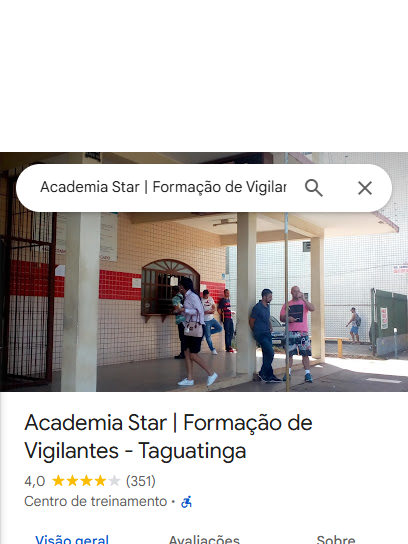 Academia Star | Formação de Vigilar
Academia Star | Formação de
Vigilantes - Taguatinga
4,0 (351)
Centro de treinamento ·
Visão geral Avaliações Sobre